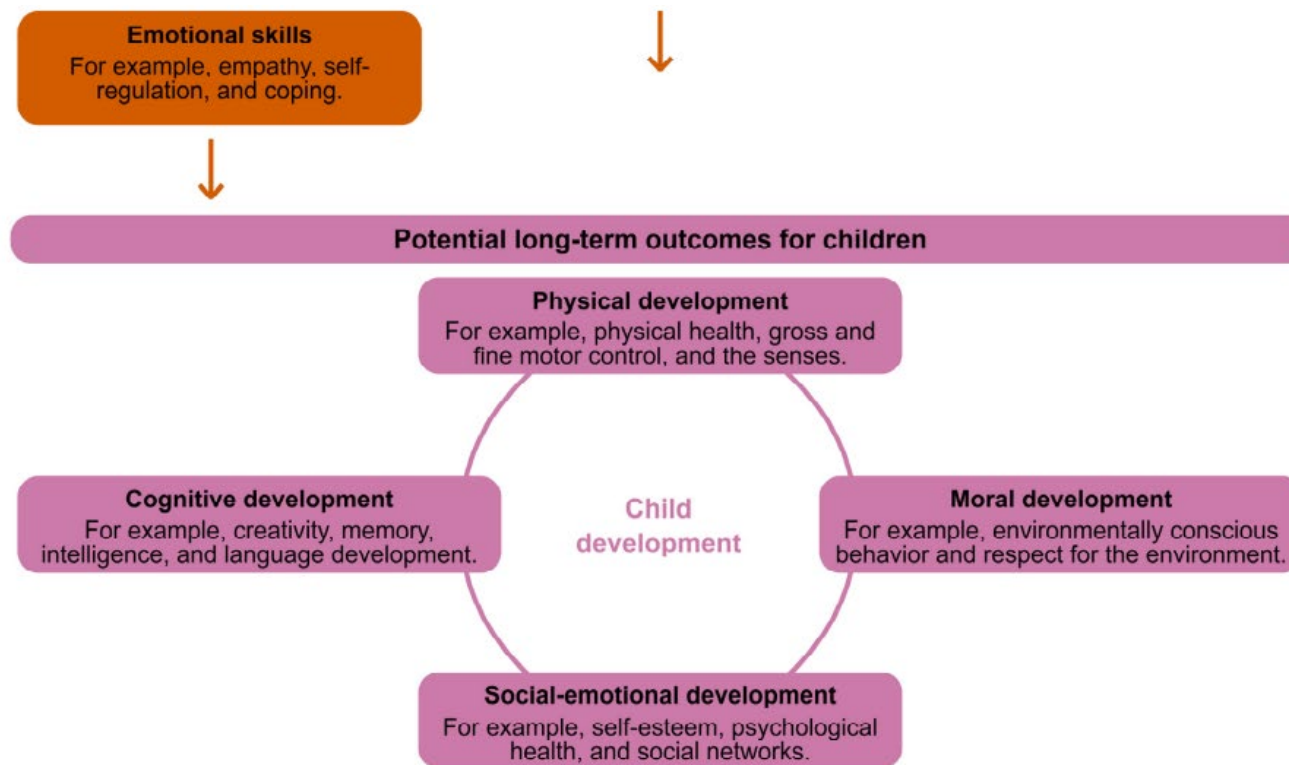 Emotional skills
For example, empathy, self-
regulation, and coping.
Potential long-term outcomes for children
Physical development
For example, physical health, gross and
fine motor control, and the senses.
Cognitive development
For example, creativity, memory,
intelligence, and language development.
Child
development
Moral development
For example, environmentally conscious
behavior and respect for the environment.
Social-emotional development
For example, self-esteem, psychological
health, and social networks.